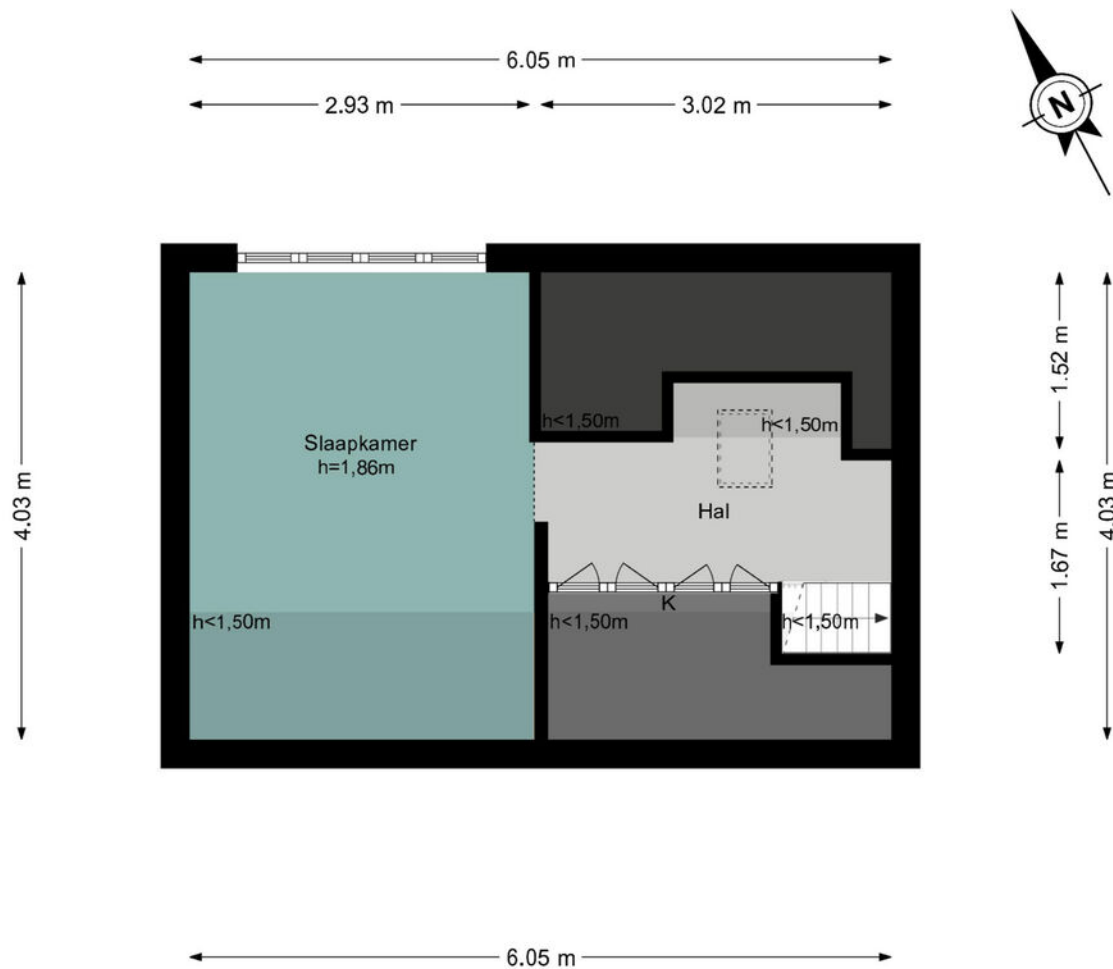 6.05 m
2.93 m
3.02 m
N
4.03 m
1.52 m
1.67 m
4.03 m
Slaapkamer
h=1,86m
h<1,50m
h<1,50m
Hal
K
h<1,50m
h<1,50m
h<1,50m
6.05 m